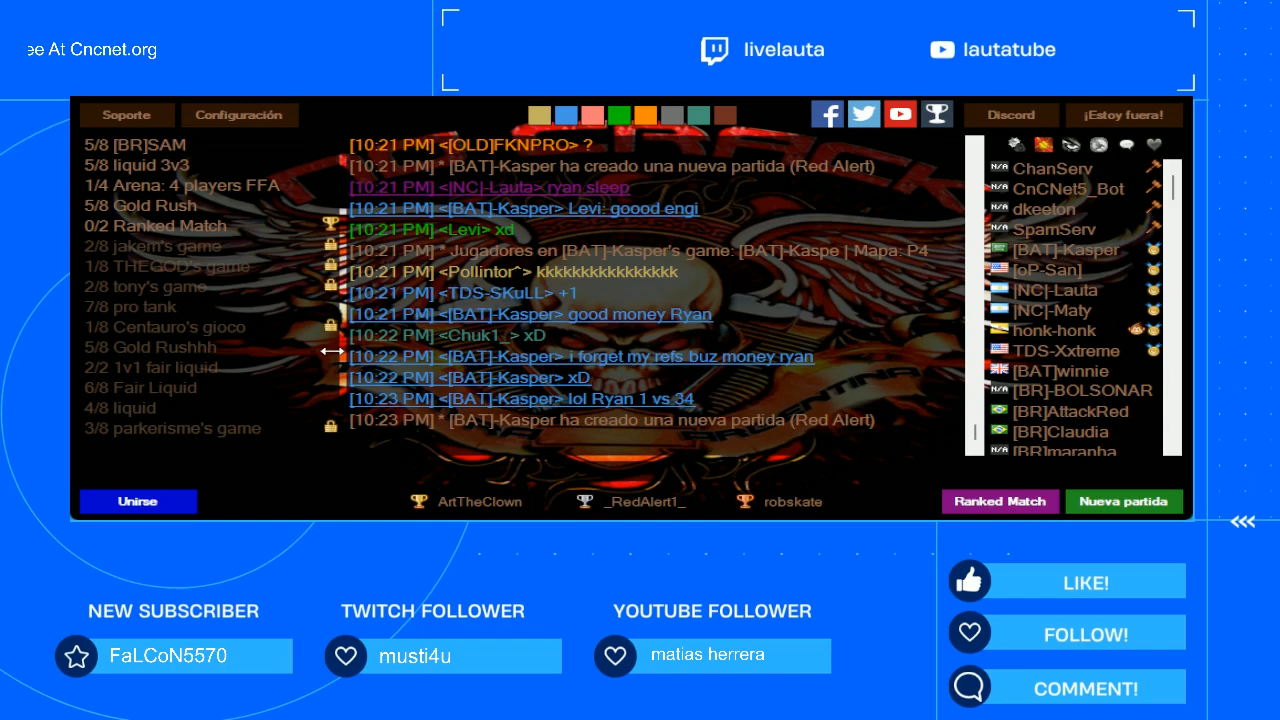 ee At Cncnet.org
livelauta
lautatube
Soporte
Configuración
Discord
¡Estoy fuera!
5/8 [BR]SAM
5/8 liquid 3v3
1/4 Arena: 4 players FFA
5/8 Gold Rush
0/2 Ranked Match
2/8 jakem's game
1/8 THEGOD's game
2/8 tony's game
7/8 pro tank
1/8 Centauro's gioco
5/8 Gold Rushhh
2/2 1v1 fair liquid
6/8 Fair Liquid
4/8 liquid
3/8 parkerisme's game
[10:21 PM] <[OLD]FKNPRO> ?
[10:21 PM] * [BAT]-Kasper ha creado una nueva partida (Red Alert)
[10:21 PM] <|NC|-Lauta> ryan sleep
[10:21 PM] <[BAT]-Kasper> Levi: goood engi
[10:21 PM] <Levi> xd
[10:21 PM] * Jugadores en [BAT]-Kasper's game: [BAT]-Kaspe | Mapa: P4
[10:21 PM] <Pollintor^> kkkkkkkkkkkkkkkk
[10:21 PM] <TDS-SKuLL> +1
[10:21 PM] <[BAT]-Kasper> good money Ryan
[10:22 PM] <Chuk1_> xD
[10:22 PM] <[BAT]-Kasper> i forget my refs buz money ryan
[10:22 PM] <[BAT]-Kasper> xD
[10:23 PM] <[BAT]-Kasper> lol Ryan 1 vs 34
[10:23 PM] * [BAT]-Kasper ha creado una nueva partida (Red Alert)
N/A ChanServ
N/A CnCNet5_Bot
N/A dkeeton
N/A SpamServ
[BAT]-Kasper
[oP-San]
|NC|-Lauta
|NC|-Maty
honk-honk
TDS-Xxtreme
[BAT]winnie
N/A [BR]-BOLSONAR
[BR]AttackRed
[BR]Claudia
N/A [BR]maranha
Unirse
ArtTheClown
_RedAlert1_
robskate
Ranked Match
Nueva partida
NEW SUBSCRIBER
FaLCoN5570
TWITCH FOLLOWER
musti4u
YOUTUBE FOLLOWER
matias herrera
LIKE!
FOLLOW!
COMMENT!